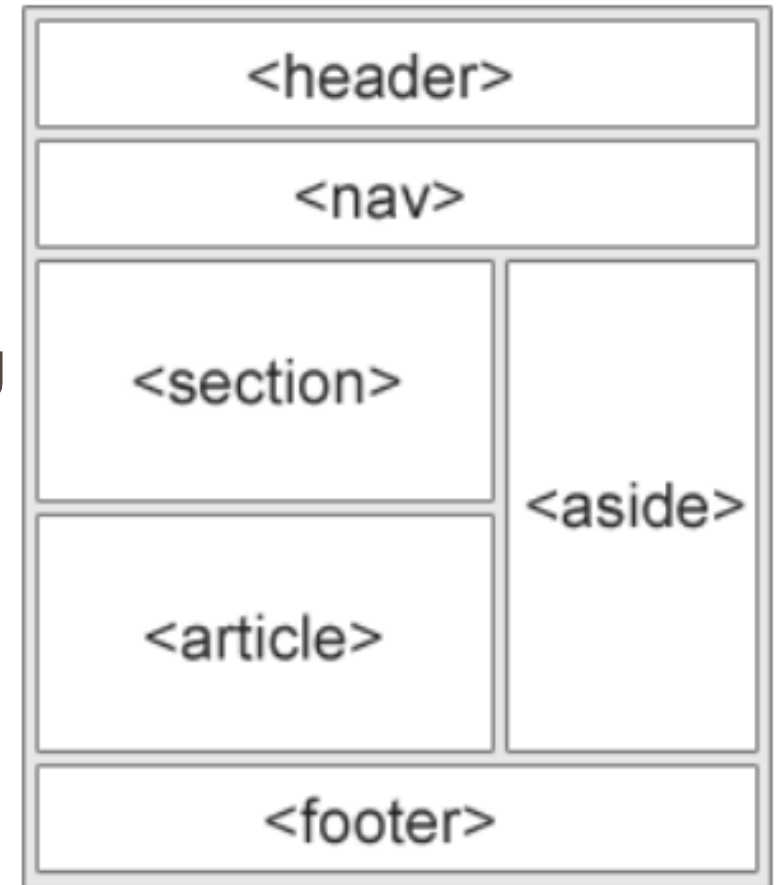 <header>
<nav>
<section>
<aside>
<article>
<footer>